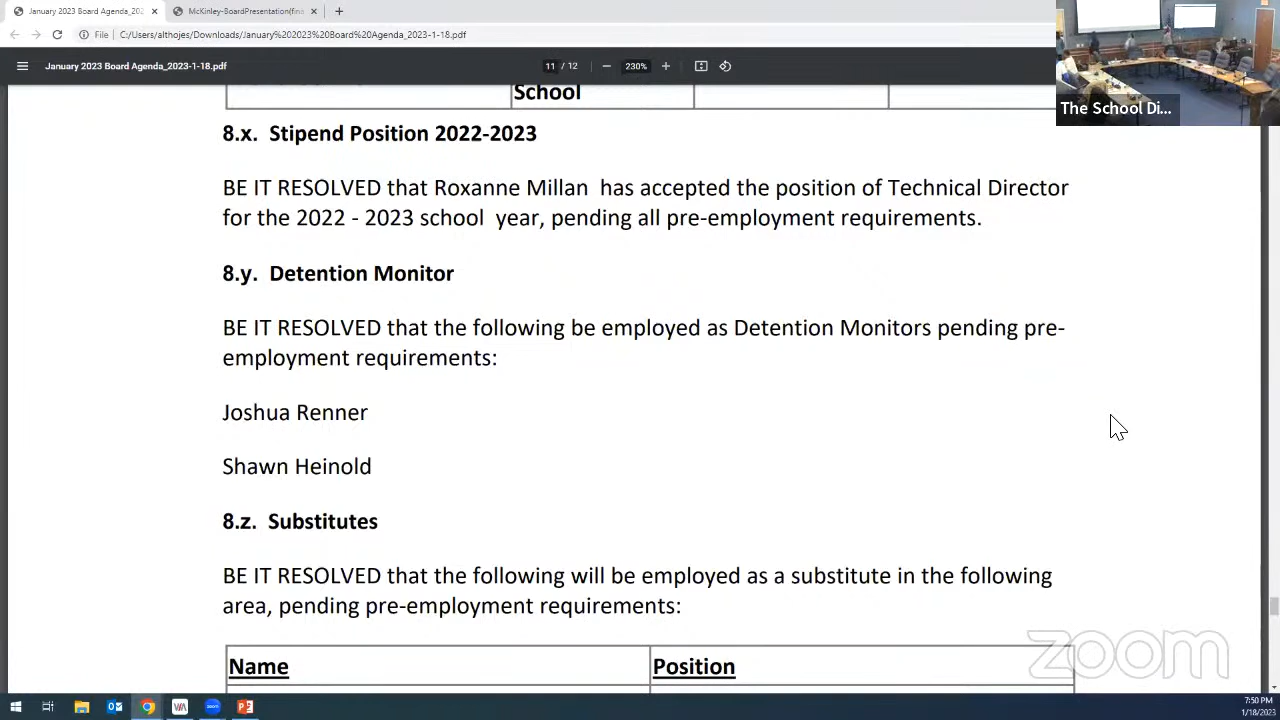 January 2023 Board Agenda_202
McKinley-BoardPresentation(fina
File
C:/Users/althojes/Downloads/January%202023%20Board%20Agenda_2023-1-18.pdf
January 2023 Board Agenda_2023-1-18.pdf
11 / 12
230%
The School Di...
School
8.x. Stipend Position 2022-2023
BE IT RESOLVED that Roxanne Millan has accepted the position of Technical Director
for the 2022 - 2023 school year, pending all pre-employment requirements.
8.y. Detention Monitor
BE IT RESOLVED that the following be employed as Detention Monitors pending pre-
employment requirements:
Joshua Renner
Shawn Heinold
8.z. Substitutes
BE IT RESOLVED that the following will be employed as a substitute in the following
area, pending pre-employment requirements:
Name Position
zoom
7:50 PM
1/18/2023